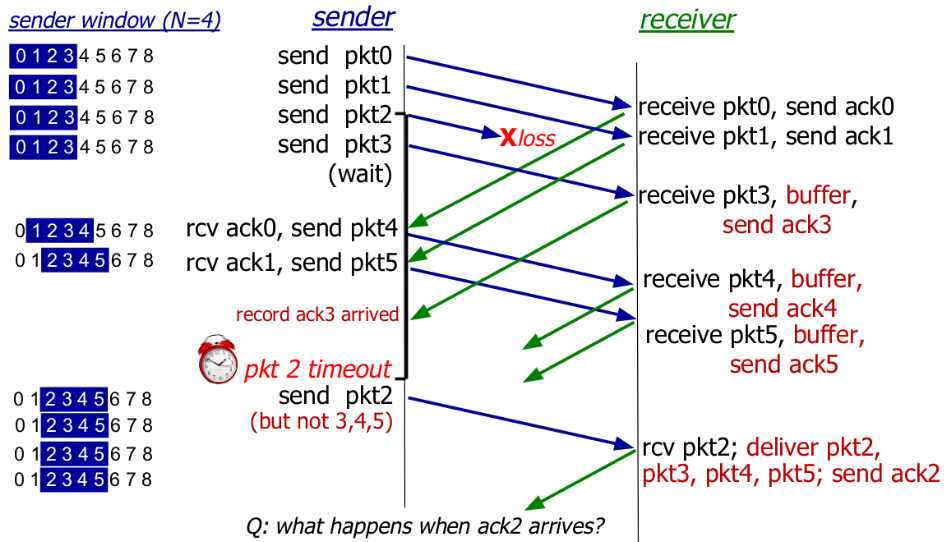 sender window (N=4)
sender
receiver
0 1 2 3 4 5 6 7 8
send pkt0
0 1 2 3 4 5 6 7 8
send pkt1
receive pkt0, send ack0
0 1 2 3 4 5 6 7 8
send pkt2
X loss
receive pkt1, send ack1
0 1 2 3 4 5 6 7 8
send pkt3
(wait)
receive pkt3, buffer,
send ack3
0 1 2 3 4 5 6 7 8
rcv ack0, send pkt4
0 1 2 3 4 5 6 7 8
rcv ack1, send pkt5
receive pkt4, buffer,
send ack4
record ack3 arrived
receive pkt5, buffer,
send ack5
pkt 2 timeout
0 1 2 3 4 5 6 7 8
send pkt2
0 1 2 3 4 5 6 7 8
(but not 3,4,5)
0 1 2 3 4 5 6 7 8
rcv pkt2; deliver pkt2,
0 1 2 3 4 5 6 7 8
pkt3, pkt4, pkt5; send ack2
Q: what happens when ack2 arrives?